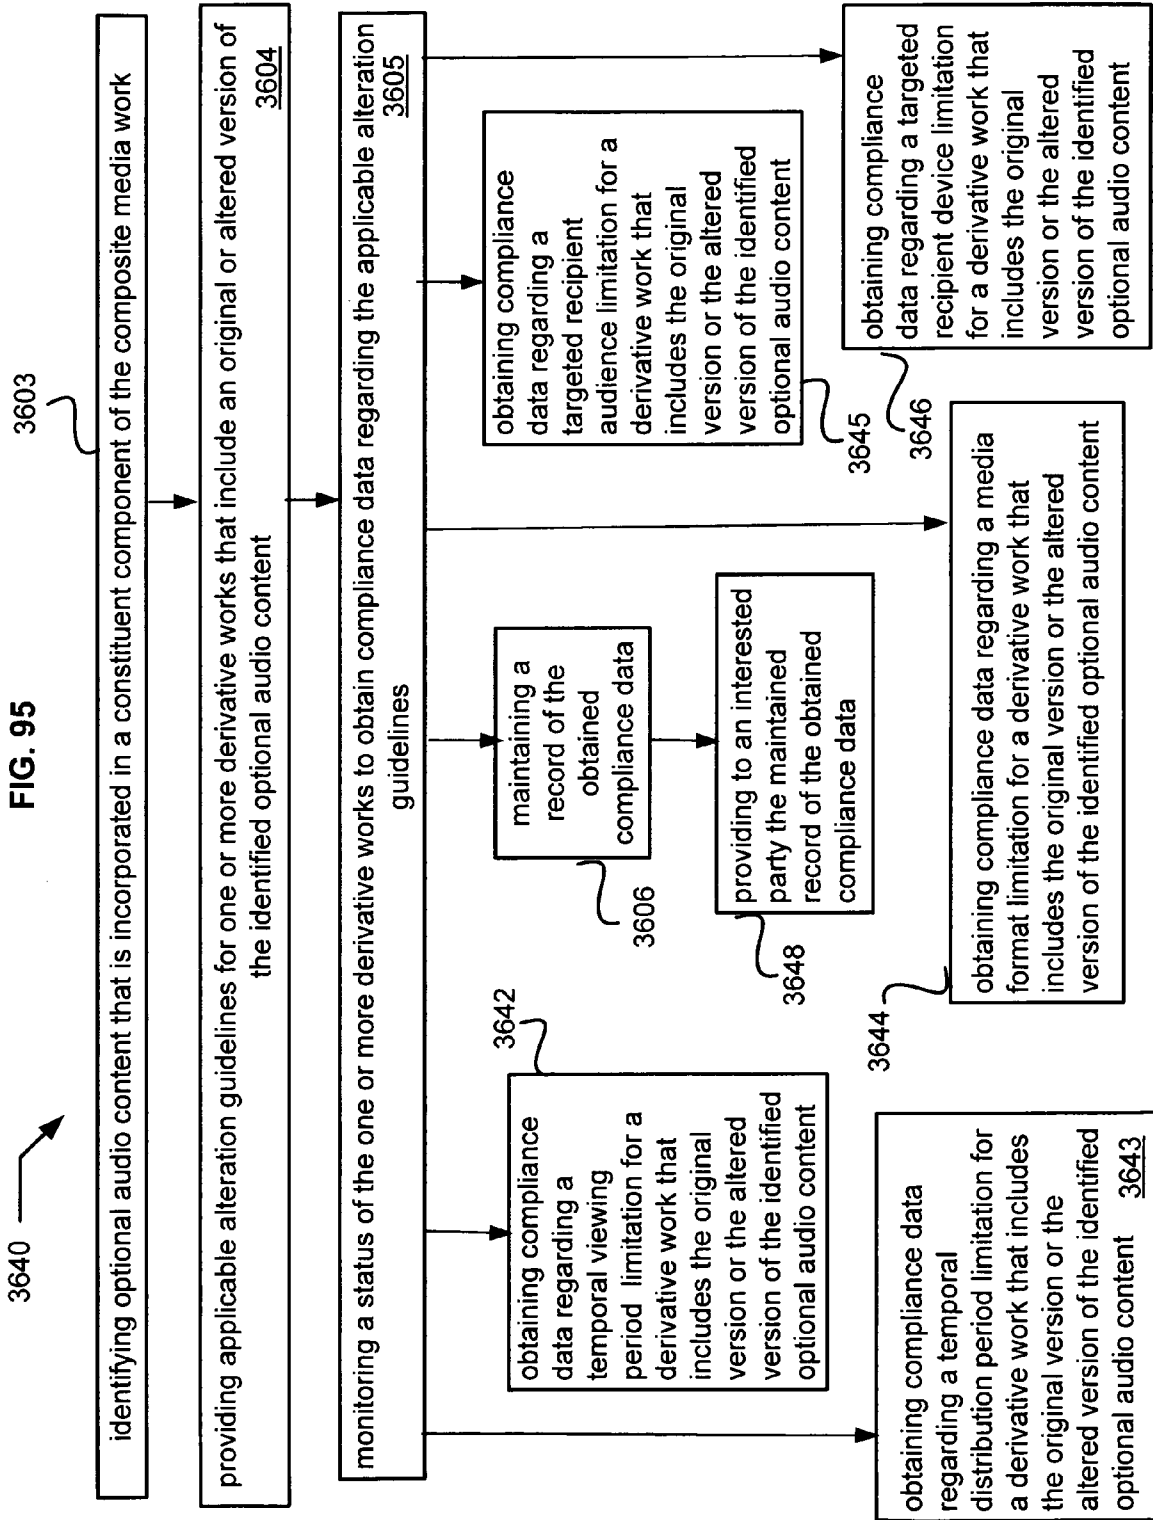 FIG. 95
3640
3603
identifying optional audio content that is incorporated in a constituent component of the composite media work
providing applicable alteration guidelines for one or more derivative works that include an original or altered version of
the identified optional audio content
3604
monitoring a status of the one or more derivative works to obtain compliance data regarding the applicable alteration
guidelines
3605
3642
obtaining compliance
data regarding a
temporal viewing
period limitation for a
derivative work that
includes the original
version or the altered
version of the identified
optional audio content
maintaining a
record of the
obtained
compliance data
3606
providing to an interested
party the maintained
record of the obtained
compliance data
3648
obtaining compliance
data regarding a
targeted recipient
audience limitation for a
derivative work that
includes the original
version or the altered
version of the identified
optional audio content
3645
obtaining compliance data
regarding a temporal
distribution period limitation for
a derivative work that includes
the original version or the
altered version of the identified
optional audio content
3643
3644
obtaining compliance data regarding a media
format limitation for a derivative work that
includes the original version or the altered
version of the identified optional audio content
3646
obtaining compliance
data regarding a targeted
recipient device limitation
for a derivative work that
includes the original
version or the altered
version of the identified
optional audio content